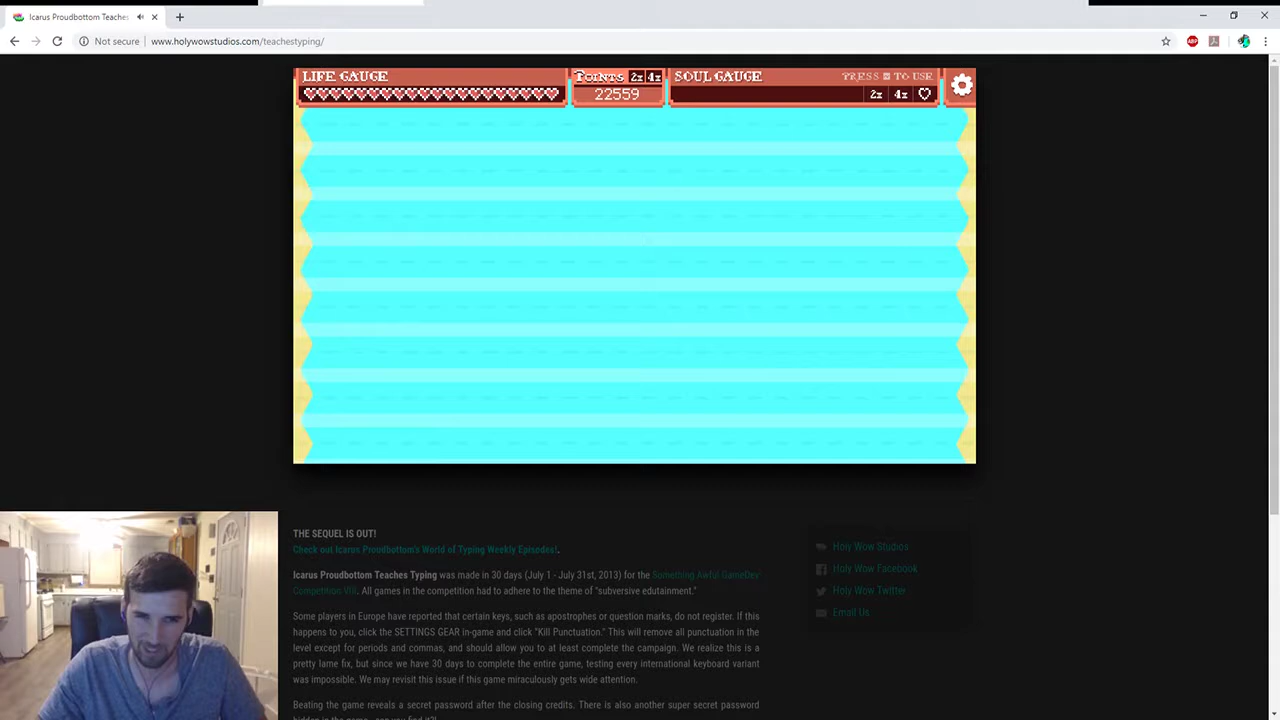 Icarus Proudbottom Teaches
Not secure
www.holywowstudios.com/teachestyping/
ABP
LIFE GAUGE
POINTS 2x 4x
SOUL GAUGE
PRESS TO USE
22559
2x 4x
THE SEQUEL IS OUT!
Check out Icarus Proudbottom's World of Typing Weekly Episodes!.
Icarus Proudbottom Teaches Typing was made in 30 days (July 1 - July 31st, 2013) for the Something Awful GameDev
Competition VIII. All games in the competition had to adhere to the theme of "subversive edutainment."
Some players in Europe have reported that certain keys, such as apostrophes or question marks, do not register. If this
happens to you, click the SETTINGS GEAR in-game and click "Kill Punctuation." This will remove all punctuation in the
level except for periods and commas, and should allow you to at least complete the campaign. We realize this is a
pretty lame fix, but since we have 30 days to complete the entire game, testing every international keyboard variant
was impossible. We may revisit this issue if this game miraculously gets wide attention.
Beating the game reveals a secret password after the closing credits. There is also another super secret password
Holy Wow Studios
Holy Wow Facebook
Holy Wow Twitter
Email Us